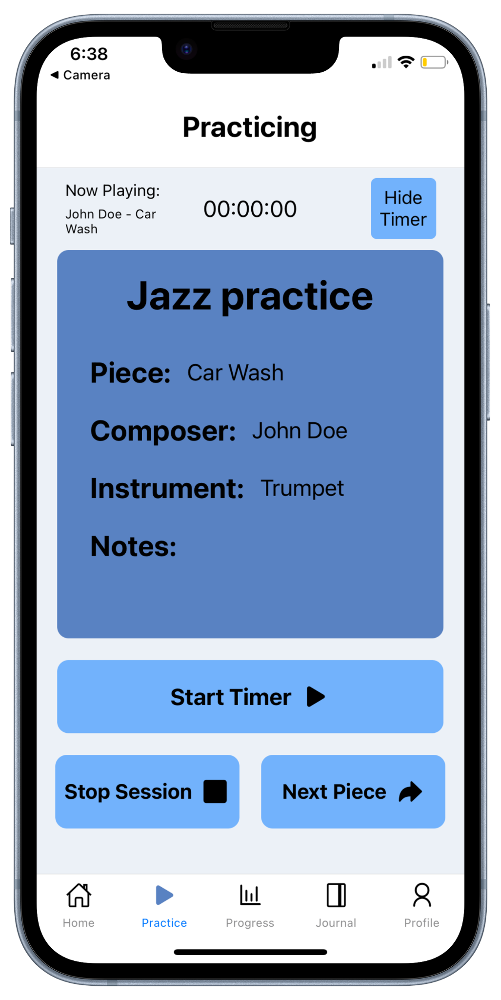 6:38
Camera
Practicing
Now Playing:
John Doe - Car
Wash
00:00:00
Hide
Timer
Jazz practice
Piece: Car Wash
Composer: John Doe
Instrument: Trumpet
Notes:
Start Timer
Stop Session
Next Piece
Home
Practice
Progress
Journal
Profile